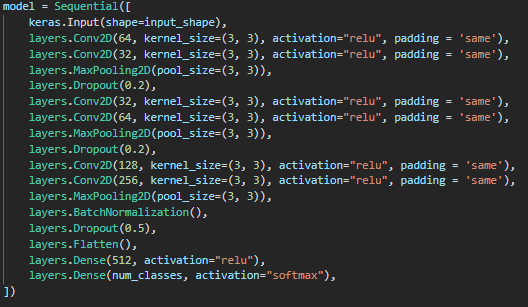 model = Sequential([
    keras.Input(shape=input_shape),
    layers.Conv2D(64, kernel_size=(3, 3), activation="relu", padding = 'same'),
    layers.Conv2D(32, kernel_size=(3, 3), activation="relu", padding = 'same'),
    layers.MaxPooling2D(pool_size=(3, 3)),
    layers.Dropout(0.2),
    layers.Conv2D(32, kernel_size=(3, 3), activation="relu", padding = 'same'),
    layers.Conv2D(64, kernel_size=(3, 3), activation="relu", padding = 'same'),
    layers.MaxPooling2D(pool_size=(3, 3)),
    layers.Dropout(0.2),
    layers.Conv2D(128, kernel_size=(3, 3), activation="relu", padding = 'same'),
    layers.Conv2D(256, kernel_size=(3, 3), activation="relu", padding = 'same'),
    layers.MaxPooling2D(pool_size=(3, 3)),
    layers.BatchNormalization(),
    layers.Dropout(0.5),
    layers.Flatten(),
    layers.Dense(512, activation="relu"),
    layers.Dense(num_classes, activation="softmax"),
])